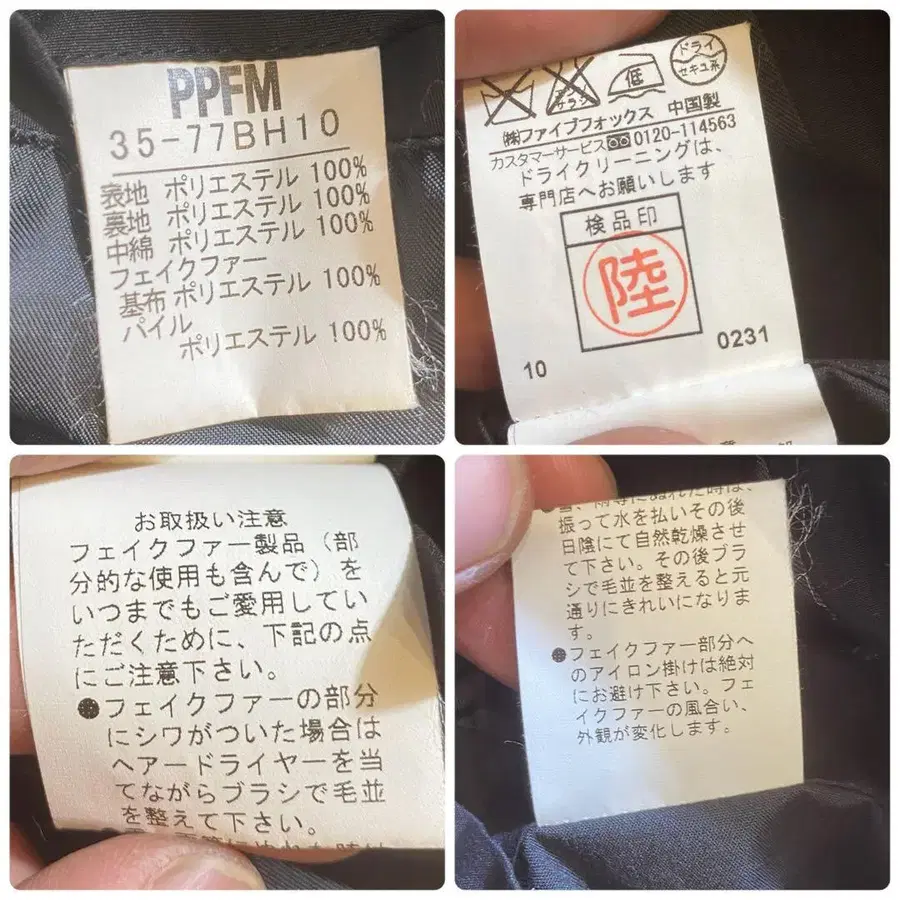 PPFM
35-77BH10
表地 ポリエステル 100%
裏地 ポリエステル 100%
中綿 ポリエステル 100%
フェイクファー
基布 ポリエステル 100%
パイル
ポリエステル 100%
低
ドライ
セキユ系
㈱ファイブフォックス 中国製
カスタマーサービス 0120-114563
ドライクリーニングは、
専門店へお願いします
検品印
陸
10 0231
お取扱い注意
フェイクファー製品(部
分的な使用も含んで)を
いつまでもご愛用してい
ただくために、下記の点
にご注意下さい。
●フェイクファーの部分
にシワがついた場合は
ヘアードライヤーを当
てながらブラシで毛並
を整えて下さい。
振って水を払いその後
日陰にて自然乾燥させ
て下さい。その後ブラ
シで毛並を整えると元
通りにきれいになりま
す。
●フェイクファー部分へ
のアイロン掛けは絶対
にお避け下さい。フェ
イクファーの風合い、
外観が変化します。